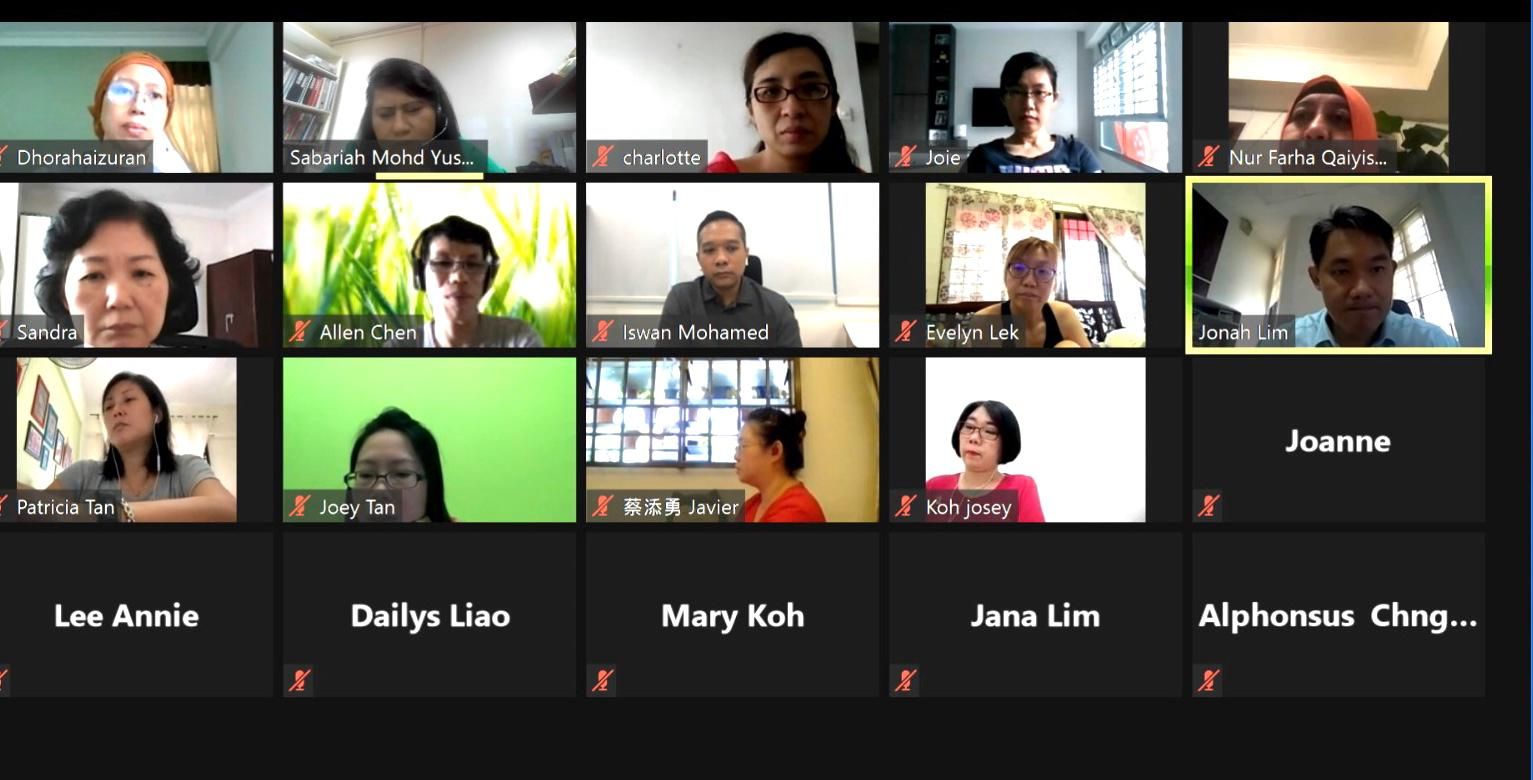 Dhorahaizuran
Sabariah Mohd Yus...
charlotte
Joie
Nur Farha Qaiyis...
Sandra
Allen Chen
Iswan Mohamed
Evelyn Lek
Jonah Lim
Patricia Tan
Joey Tan
蔡添勇 Javier
Koh josey
Joanne
Lee Annie
Dailys Liao
Mary Koh
Jana Lim
Alphonsus Chng...